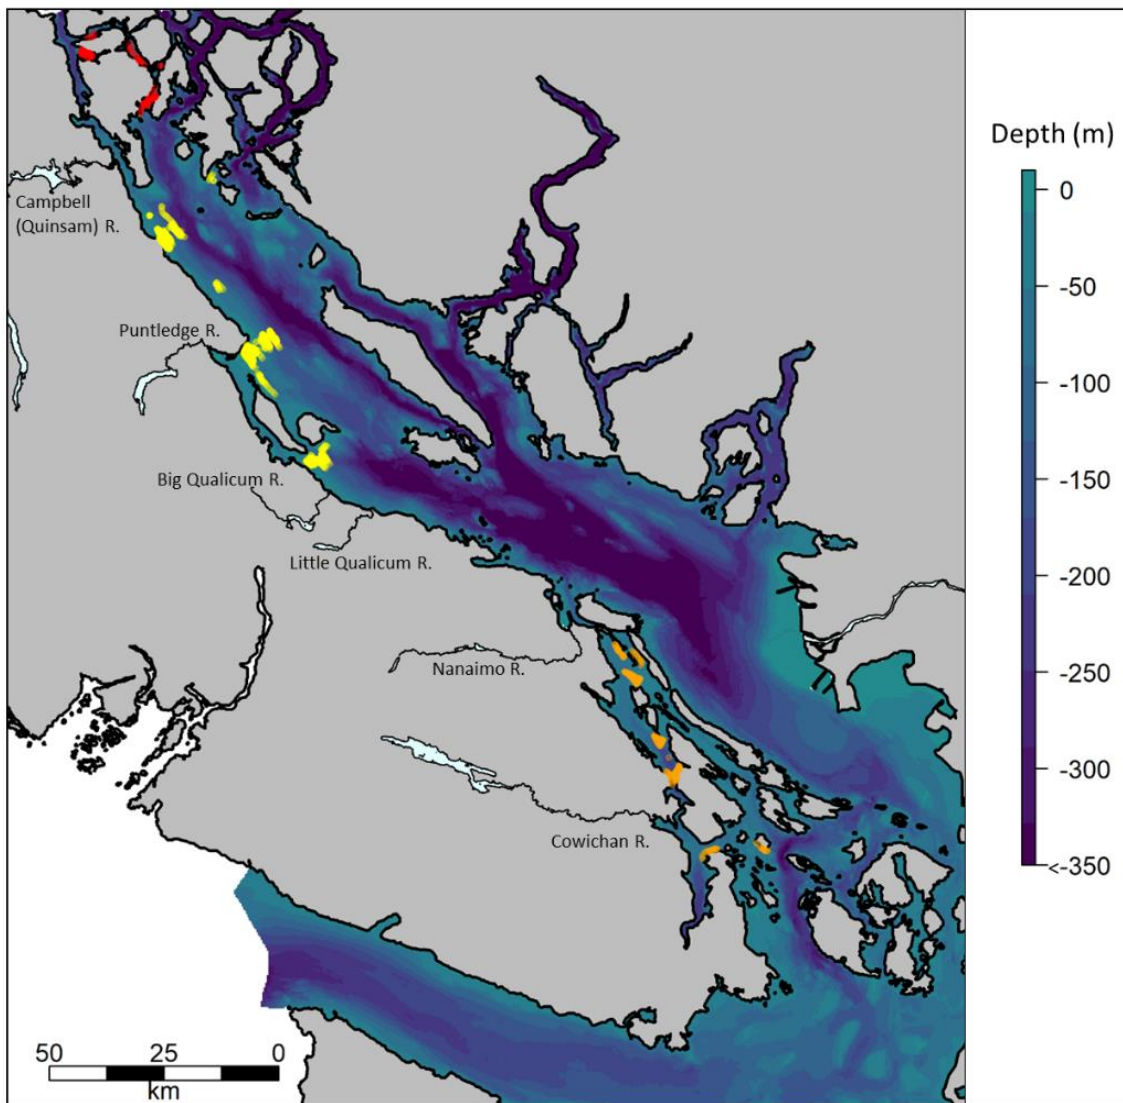 Depth (m)
0
-50
-100
-150
-200
-250
-300
<-350
Campbell
(Quinsam) R.
Puntledge R.
Big Qualicum R.
Little Qualicum R.
Nanaimo R.
Cowichan R.
50 25 0
km